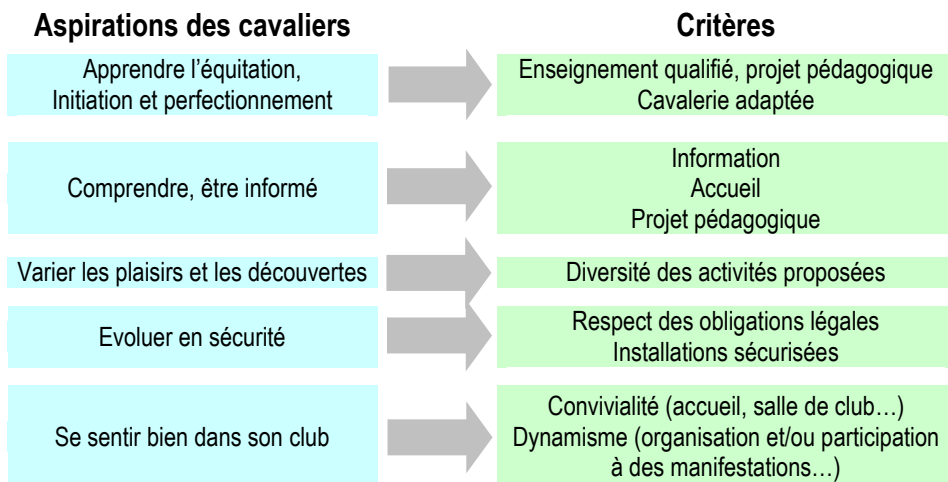 Aspirations des cavaliers
Critères
Apprendre l'équitation,
Initiation et perfectionnement
Enseignement qualifié, projet pédagogique
Cavalerie adaptée
Comprendre, être informé
Information
Accueil
Projet pédagogique
Varier les plaisirs et les découvertes
Diversité des activités proposées
Evoluer en sécurité
Respect des obligations légales
Installations sécurisées
Se sentir bien dans son club
Convivialité (accueil, salle de club…)
Dynamisme (organisation et/ou participation
à des manifestations…)